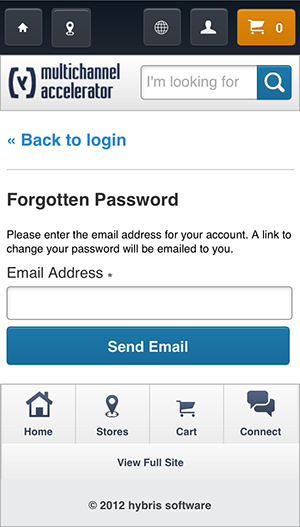 0
multichannel
accelerator
I'm looking for
« Back to login
Forgotten Password
Please enter the email address for your account. A link to
change your password will be emailed to you.
Email Address *
Send Email
Home Stores Cart Connect
View Full Site
© 2012 hybris software